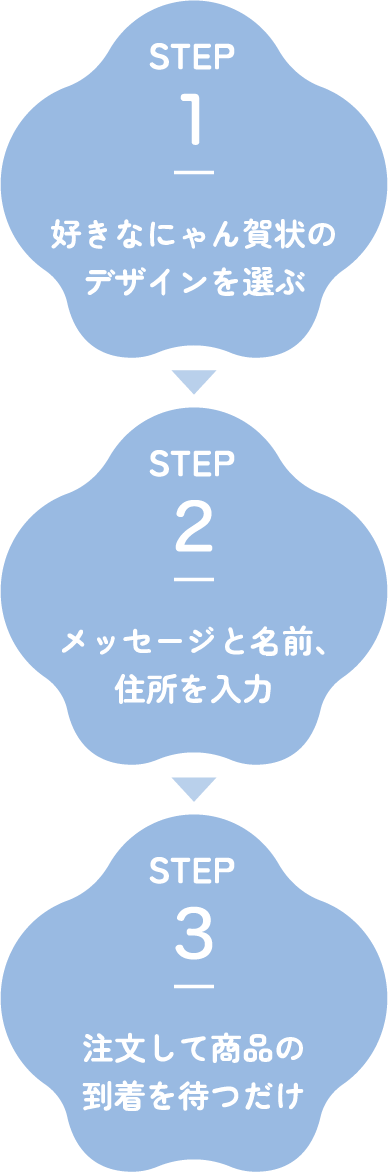 STEP
1
好きなにゃん賀状の
デザインを選ぶ
STEP
2
メッセージと名前、
住所を入力
STEP
3
注文して商品の
到着を待つだけ